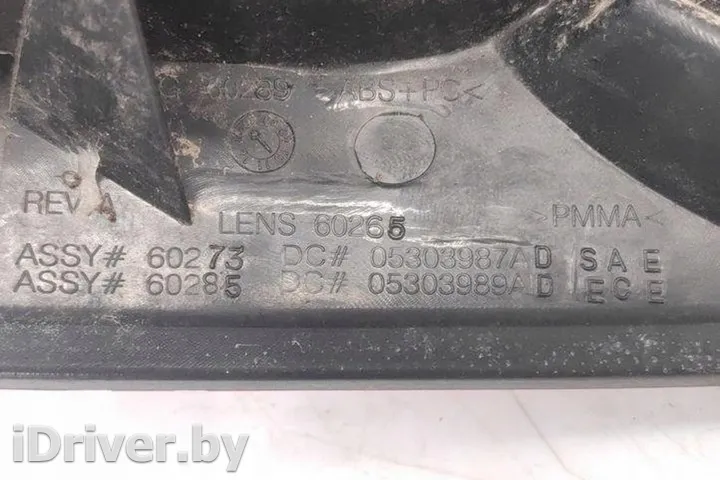 >ABS+PC<
REV A
LENS 60265 >PMMA<
ASSY# 60273 DC# 05303987AD SAE
ASSY# 60285 DC# 05303989AD ECE
iDriver.by